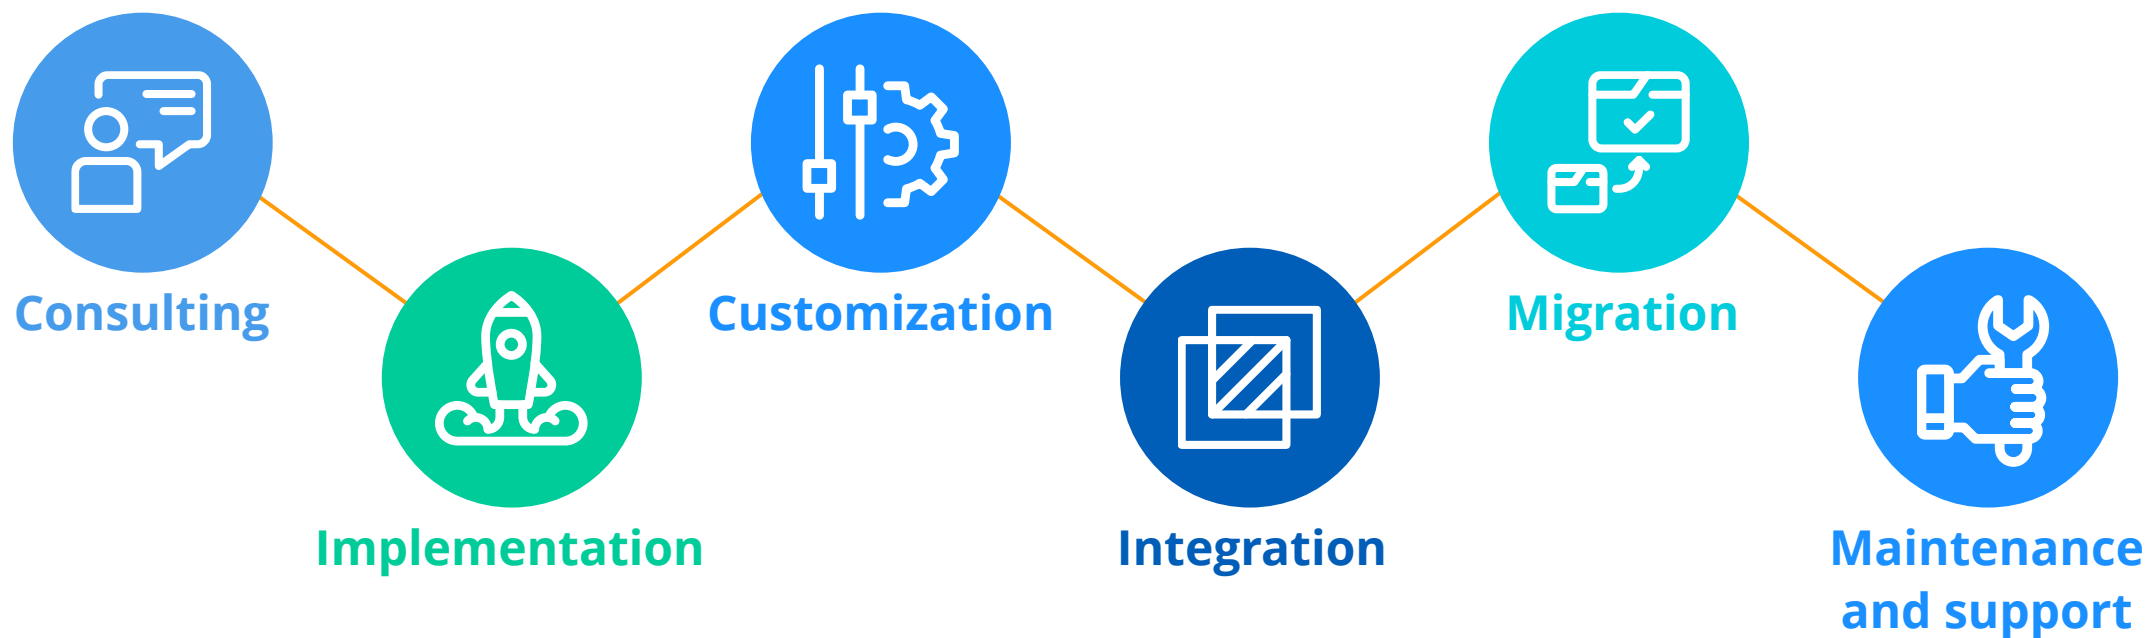 Consulting
Implementation
Customization
Integration
Migration
Maintenance
and support